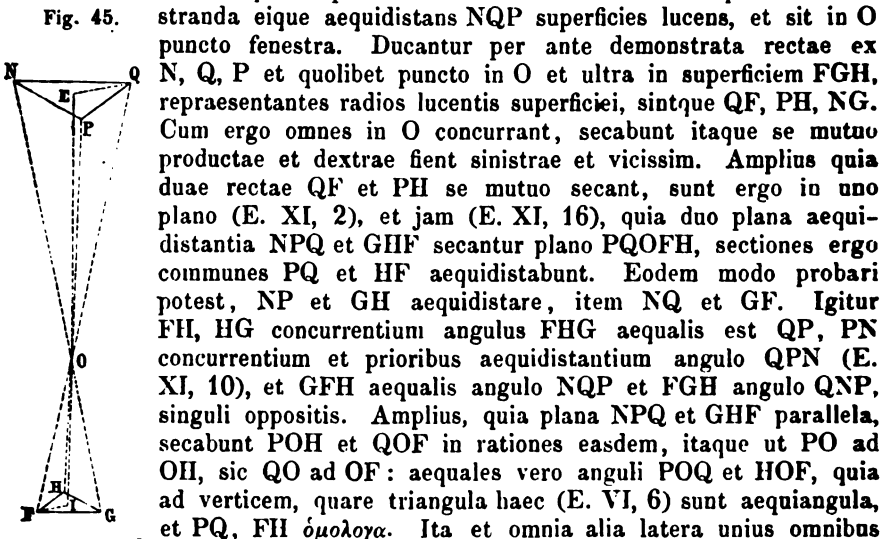 Fig. 45.
stranda eique aequidistans NQP superficies lucens, et sit in O
puncto fenestra. Ducantur per ante demonstrata rectae ex
N, Q, P et quolibet puncto in O et ultra in superficiem FGH,
repraesentantes radios lucentis superficiei, sintque QF, PH, NG.
Cum ergo omnes in O concurrant, secabunt itaque se mutuo
productae et dextrae fient sinistrae et vicissim. Amplius quia
duae rectae QF et PH se mutuo secant, sunt ergo in uno
plano (E. XI, 2), et jam (E. XI, 16), quia duo plana aequi-
distantia NPQ et GHF secantur plano PQOFH, sectiones ergo
communes PQ et HF aequidistabunt. Eodem modo probari
potest, NP et GH aequidistare, item NQ et GF. Igitur
FH, HG concurrentium angulus FHG aequalis est QP, PN
concurrentium et prioribus aequidistantium angulo QPN (E.
XI, 10), et GFH aequalis angulo NQP et FGH angulo QNP,
singuli oppositis. Amplius, quia plana NPQ et GHF parallela,
secabunt POH et QOF in rationes easdem, itaque ut PO ad
OH, sic QO ad OF: aequales vero anguli POQ et HOF, quia
ad verticem, quare triangula haec (E. VI, 6) sunt aequiangula,
et PQ, FH ὁμόλογα. Ita et omnia alia latera unius omnibus
N
Q
E
P
O
H
F
I
G